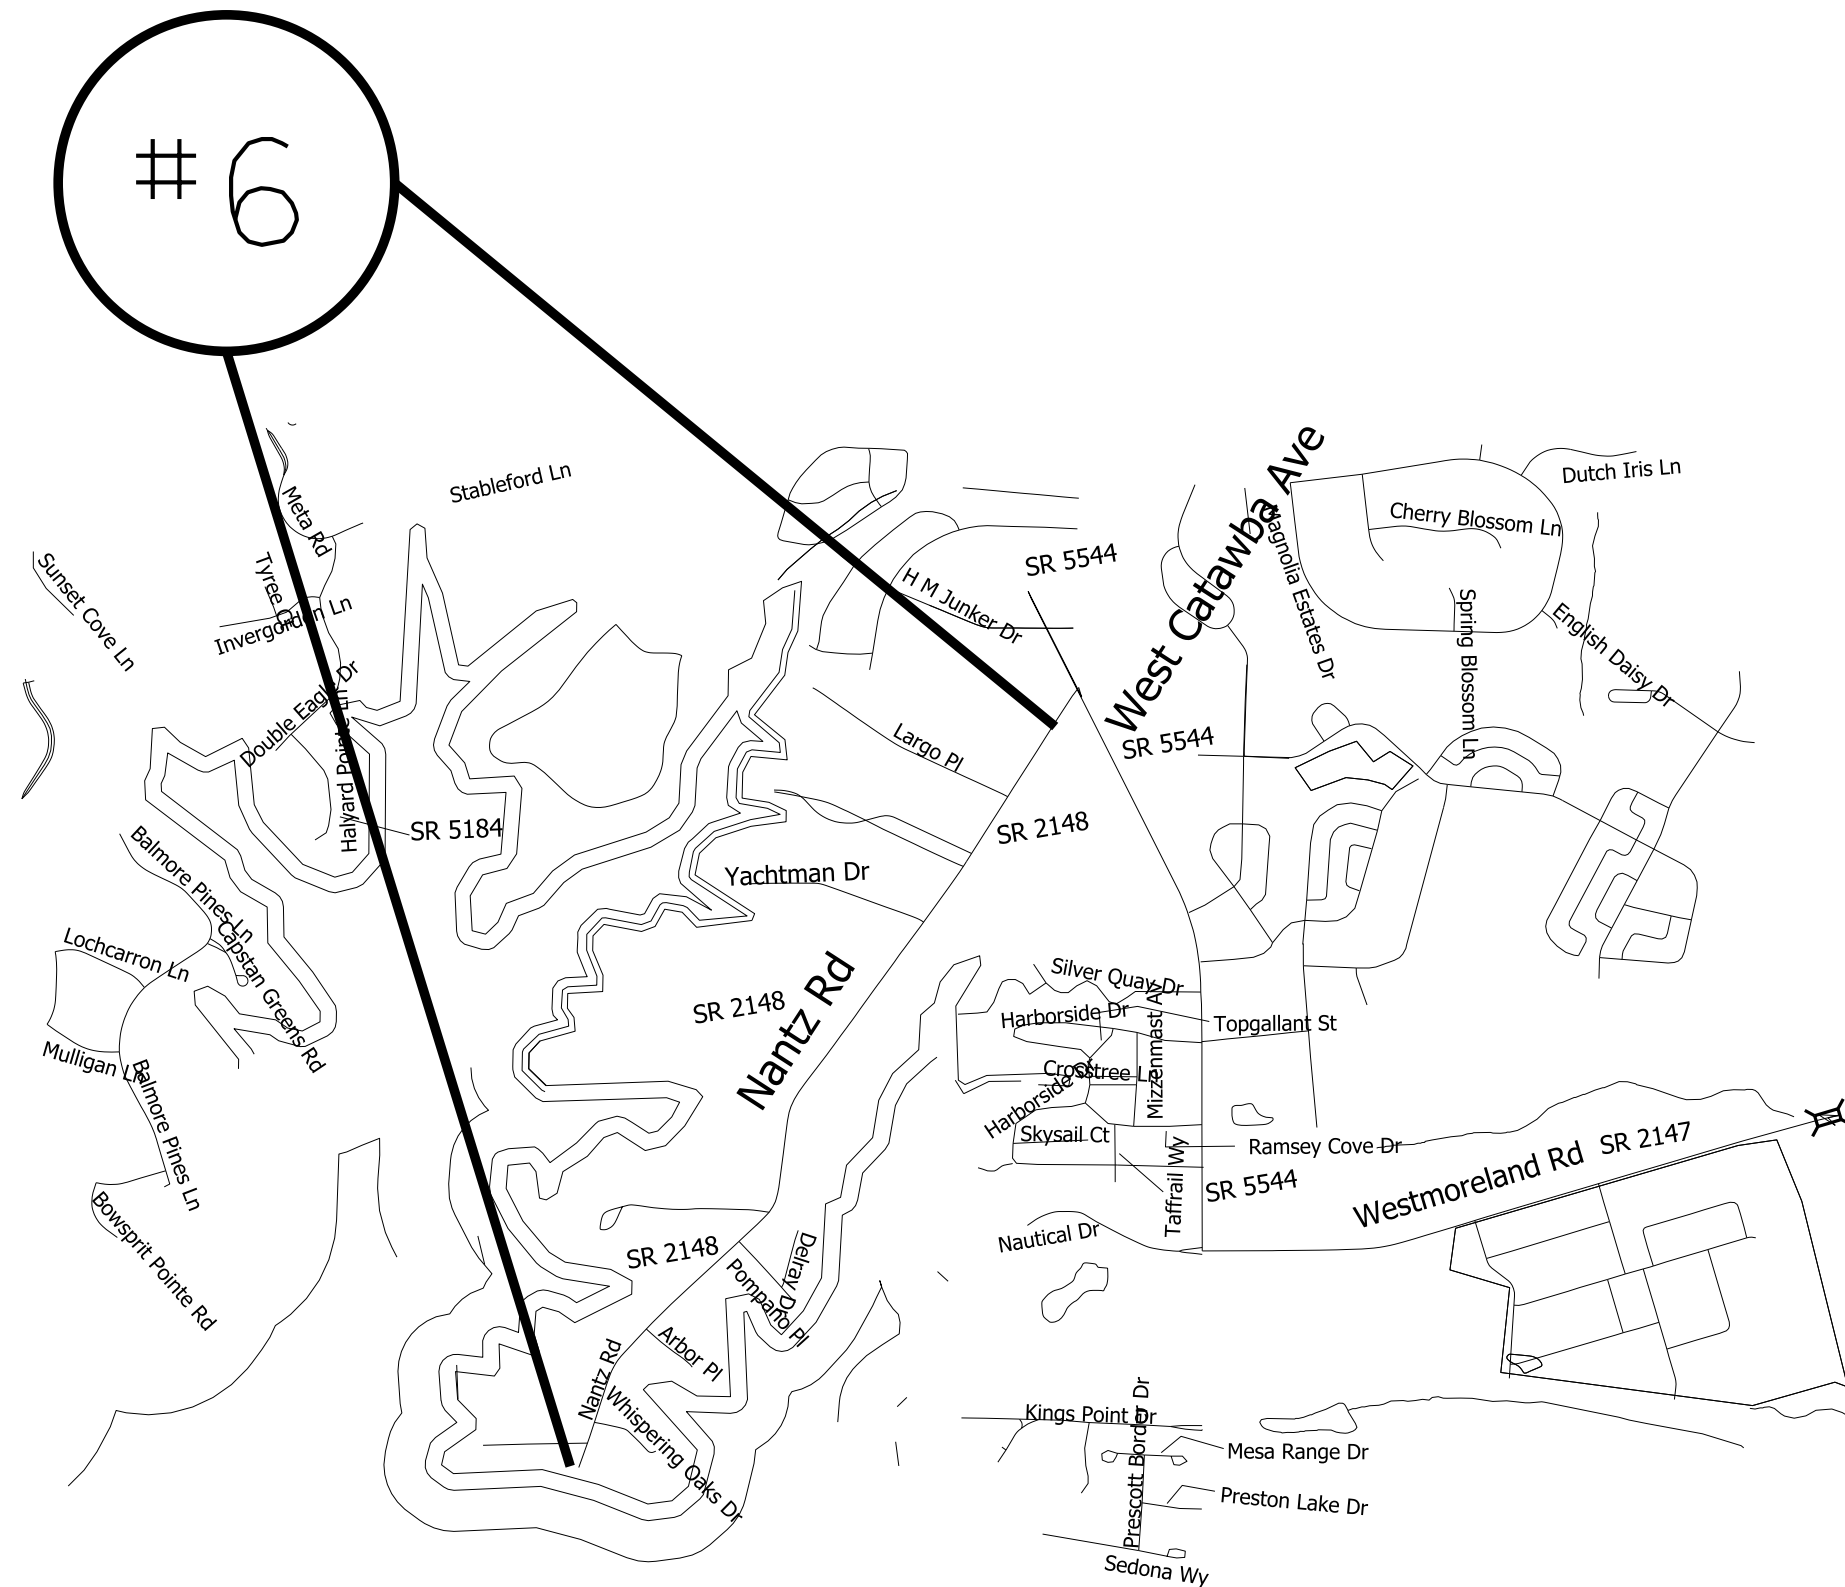 # 6
West Catawba Ave
Stableford Ln
Dutch Iris Ln
Meta Rd
Cherry Blossom Ln
SR 5544
Magnolia Estates Dr
Sunset Cove Ln
Tyree Ct
H M Junker Dr
Invergordon Ln
Spring Blossom Ln
English Daisy Dr
Double Eagle Dr
Halyard Pointe Ln
Largo Pl
SR 5544
SR 5184
SR 2148
Balmore Pines Ln
Yachtman Dr
Lochcarron Ln
Capstan Greens Rd
SR 2148
Nantz Rd
Silver Quay Dr
Harborside Dr
Mizzenmast Av
Topgallant St
Mulligan Ln
Crosstree Ln
Harborside Dr
Balmore Pines Ln
Skysail Ct
Ramsey Cove Dr
Westmoreland Rd
SR 2147
Taffrail Wy
SR 5544
Bowsprit Pointe Rd
SR 2148
Delray Dr
Nautical Dr
Pompano Pl
Arbor Pl
Nantz Rd
Whispering Oaks Dr
Kings Point Dr
Prescott Border Dr
Mesa Range Dr
Preston Lake Dr
Sedona Wy